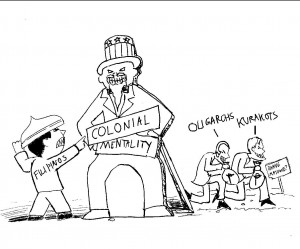 OLIGARCHS
KURAKOTS
COLONIAL
MENTALITY
FILIPINOS